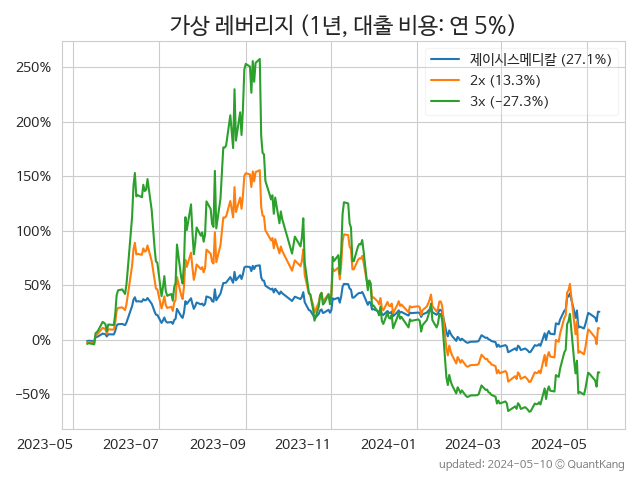 가상 레버리지 (1년, 대출 비용: 연 5%)
제이시스메디칼 (27.1%)
2x (13.3%)
3x (−27.3%)
250%
200%
150%
100%
50%
0%
−50%
2023-05 2023-07 2023-09 2023-11 2024-01 2024-03 2024-05
updated: 2024-05-10 © QuantKang